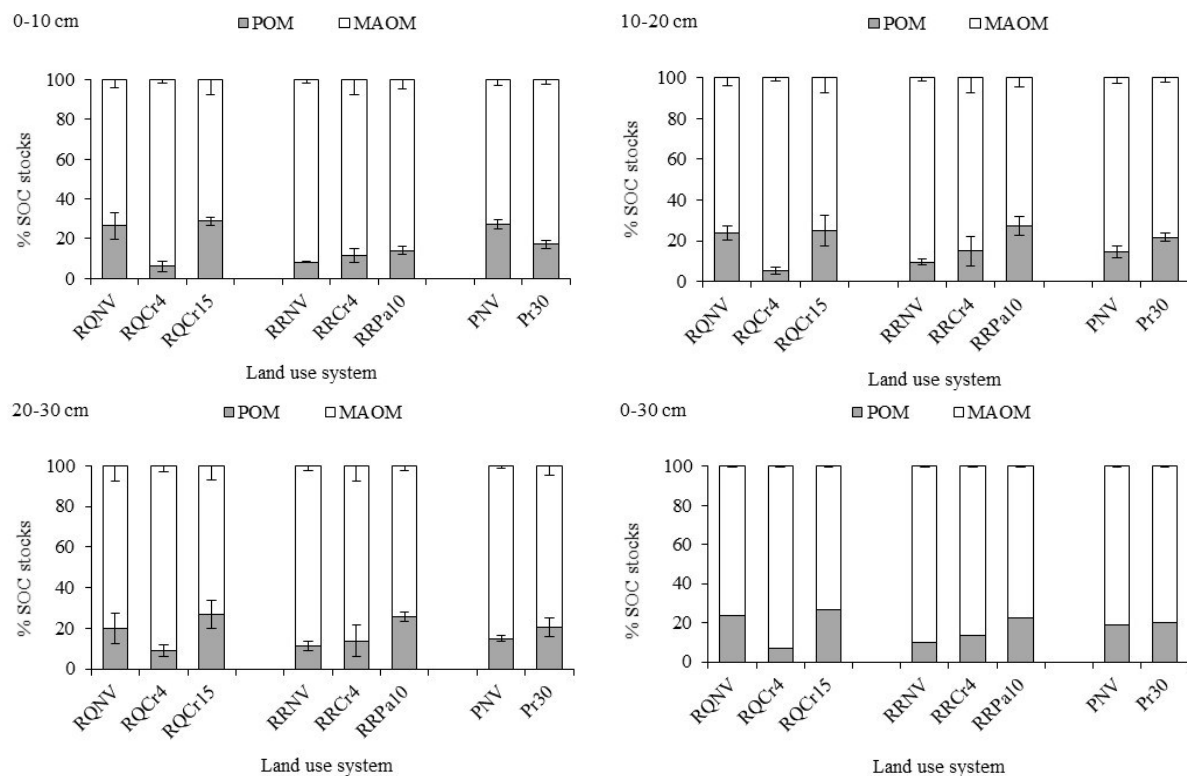 0-10 cm
POM MAOM
% SOC stocks
100
80
60
40
20
0
RQNV RQCr4 RQCr15 RRNV RRCr4 RRPa10 PNV Pr30
Land use system
10-20 cm
POM MAOM
% SOC stocks
100
80
60
40
20
0
RQNV RQCr4 RQCr15 RRNV RRCr4 RRPa10 PNV Pr30
Land use system
20-30 cm
POM MAOM
% SOC stocks
100
80
60
40
20
0
RQNV RQCr4 RQCr15 RRNV RRCr4 RRPa10 PNV Pr30
Land use system
0-30 cm
POM MAOM
% SOC stocks
100
80
60
40
20
0
RQNV RQCr4 RQCr15 RRNV RRCr4 RRPa10 PNV Pr30
Land use system